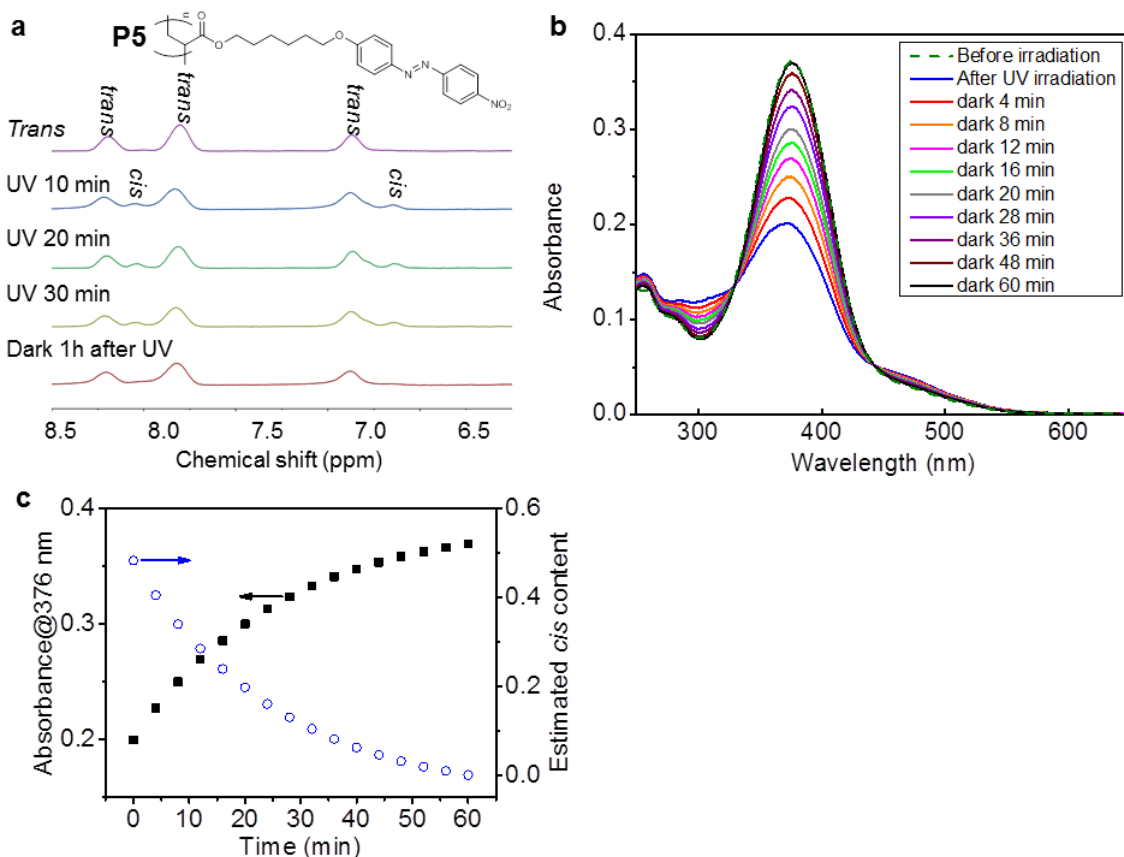 a
P5
n
O
O
O
N
N
NO2
trans
trans
trans
Trans
UV 10 min
cis
cis
UV 20 min
UV 30 min
Dark 1h after UV
8.5 8.0 7.5 7.0 6.5
Chemical shift (ppm)
b
0.4
0.3
0.2
0.1
0.0
Absorbance
300 400 500 600
Wavelength (nm)
Before irradiation
After UV irradiation
dark 4 min
dark 8 min
dark 12 min
dark 16 min
dark 20 min
dark 28 min
dark 36 min
dark 48 min
dark 60 min
c
0.4
0.3
0.2
Absorbance@376 nm
0.6
0.4
0.2
0.0
Estimated cis content
0 10 20 30 40 50 60
Time (min)